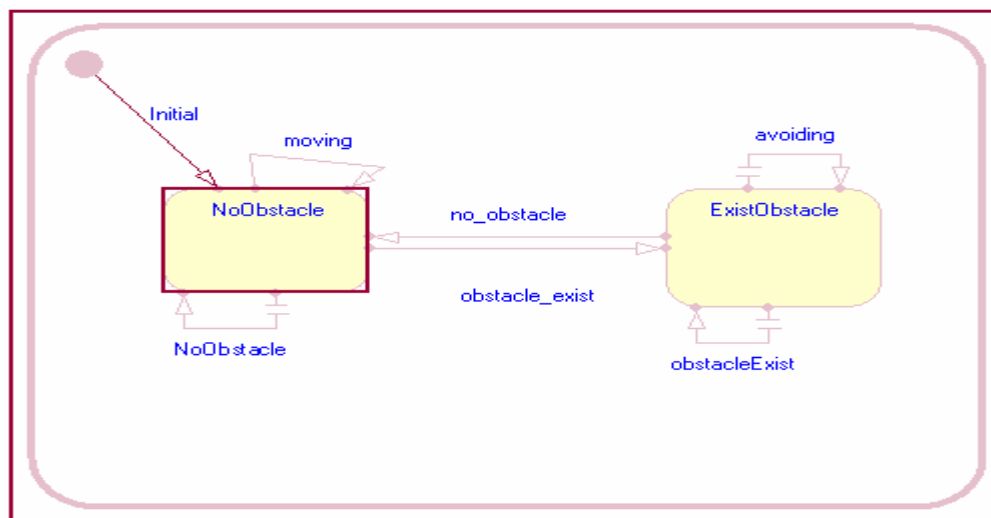 Initial
moving
avoiding
NoObstacle
ExistObstacle
no_obstacle
obstacle_exist
NoObstacle
obstacleExist